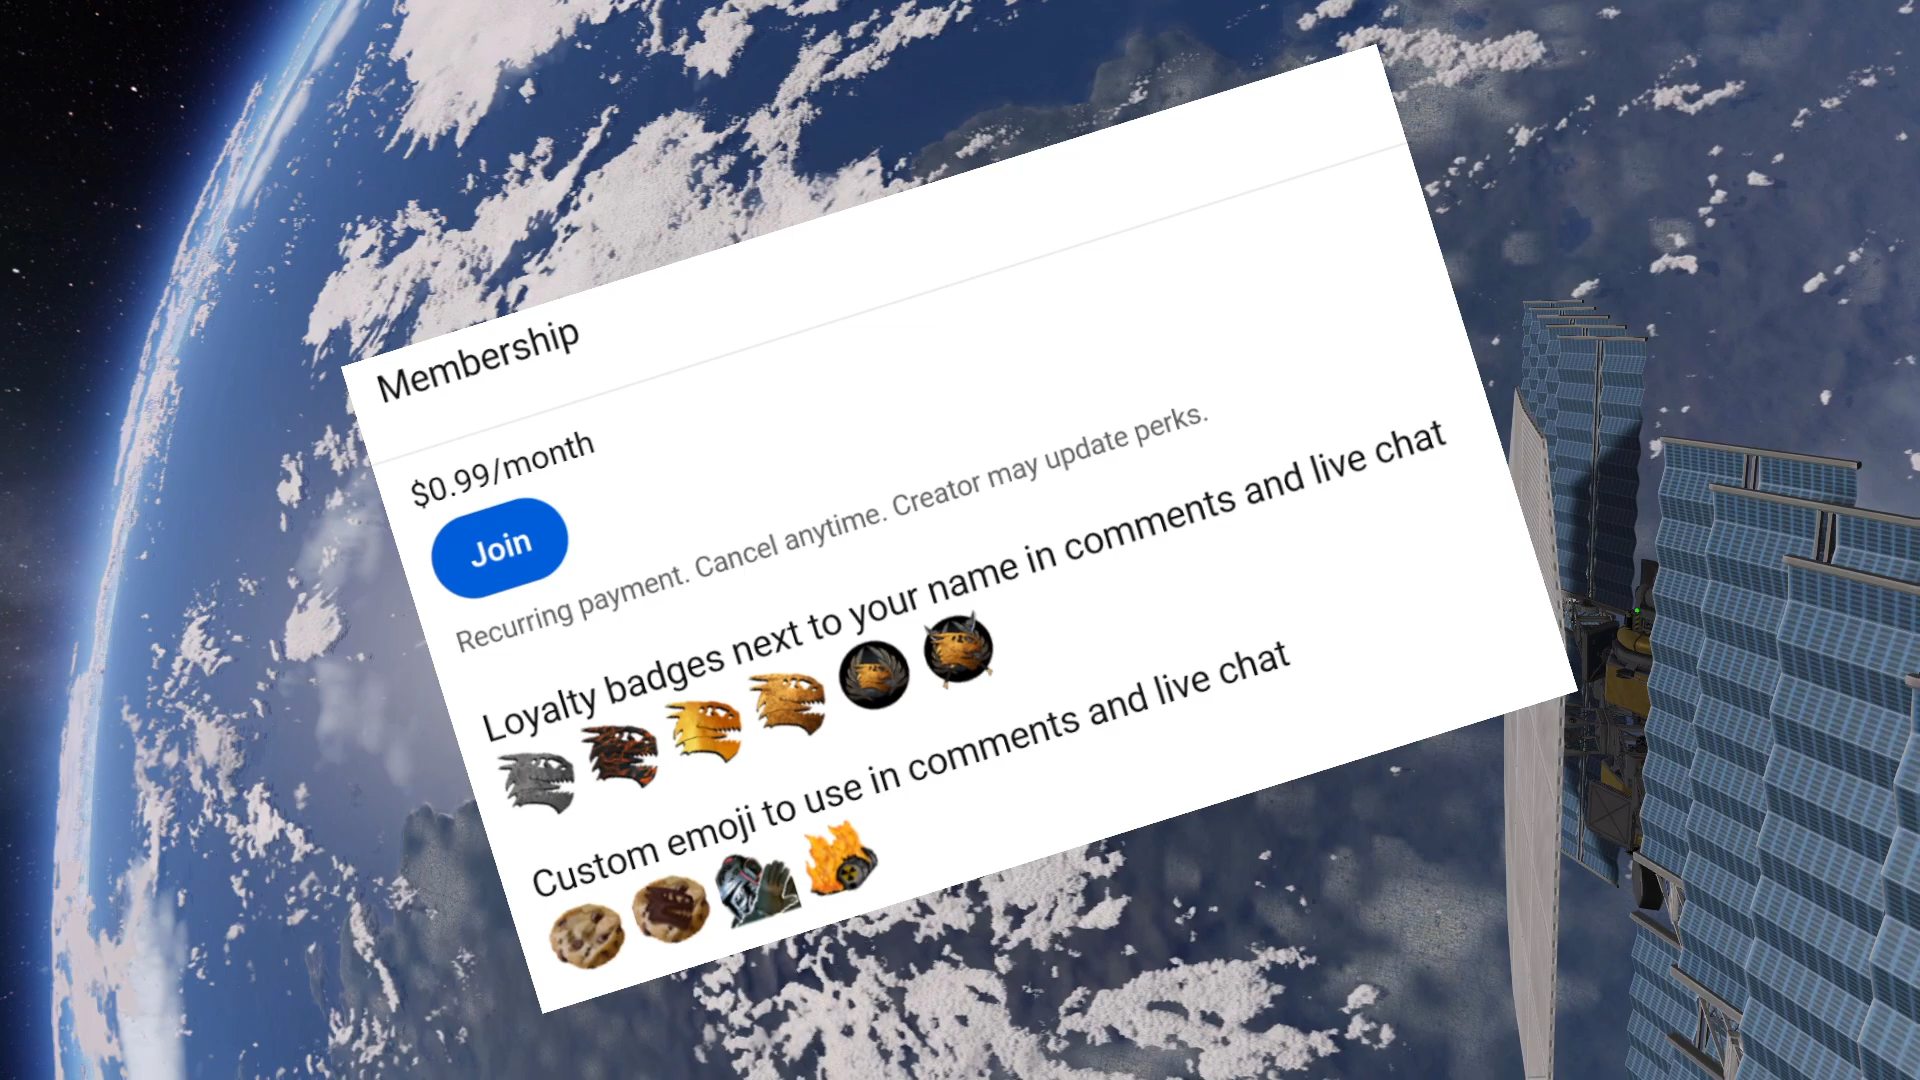 Membership
$0.99/month
Join
Recurring payment. Cancel anytime. Creator may update perks.
Loyalty badges next to your name in comments and live chat
Custom emoji to use in comments and live chat